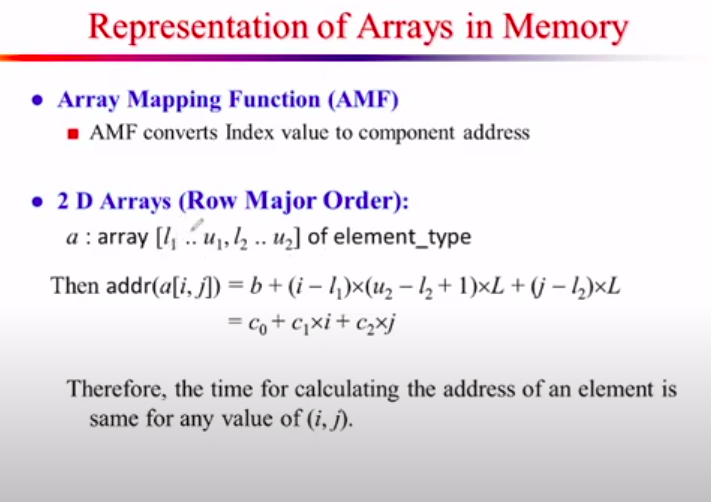 Representation of Arrays in Memory
● Array Mapping Function (AMF)
■ AMF converts Index value to component address
● 2 D Arrays (Row Major Order):
a : array [l₁ .. u₁, l₂ .. u₂] of element_type
Then addr(a[i, j]) = b + (i – l₁)×(u₂ – l₂ + 1)×L + (j – l₂)×L
= c₀ + c₁×i + c₂×j
Therefore, the time for calculating the address of an element is
same for any value of (i, j).